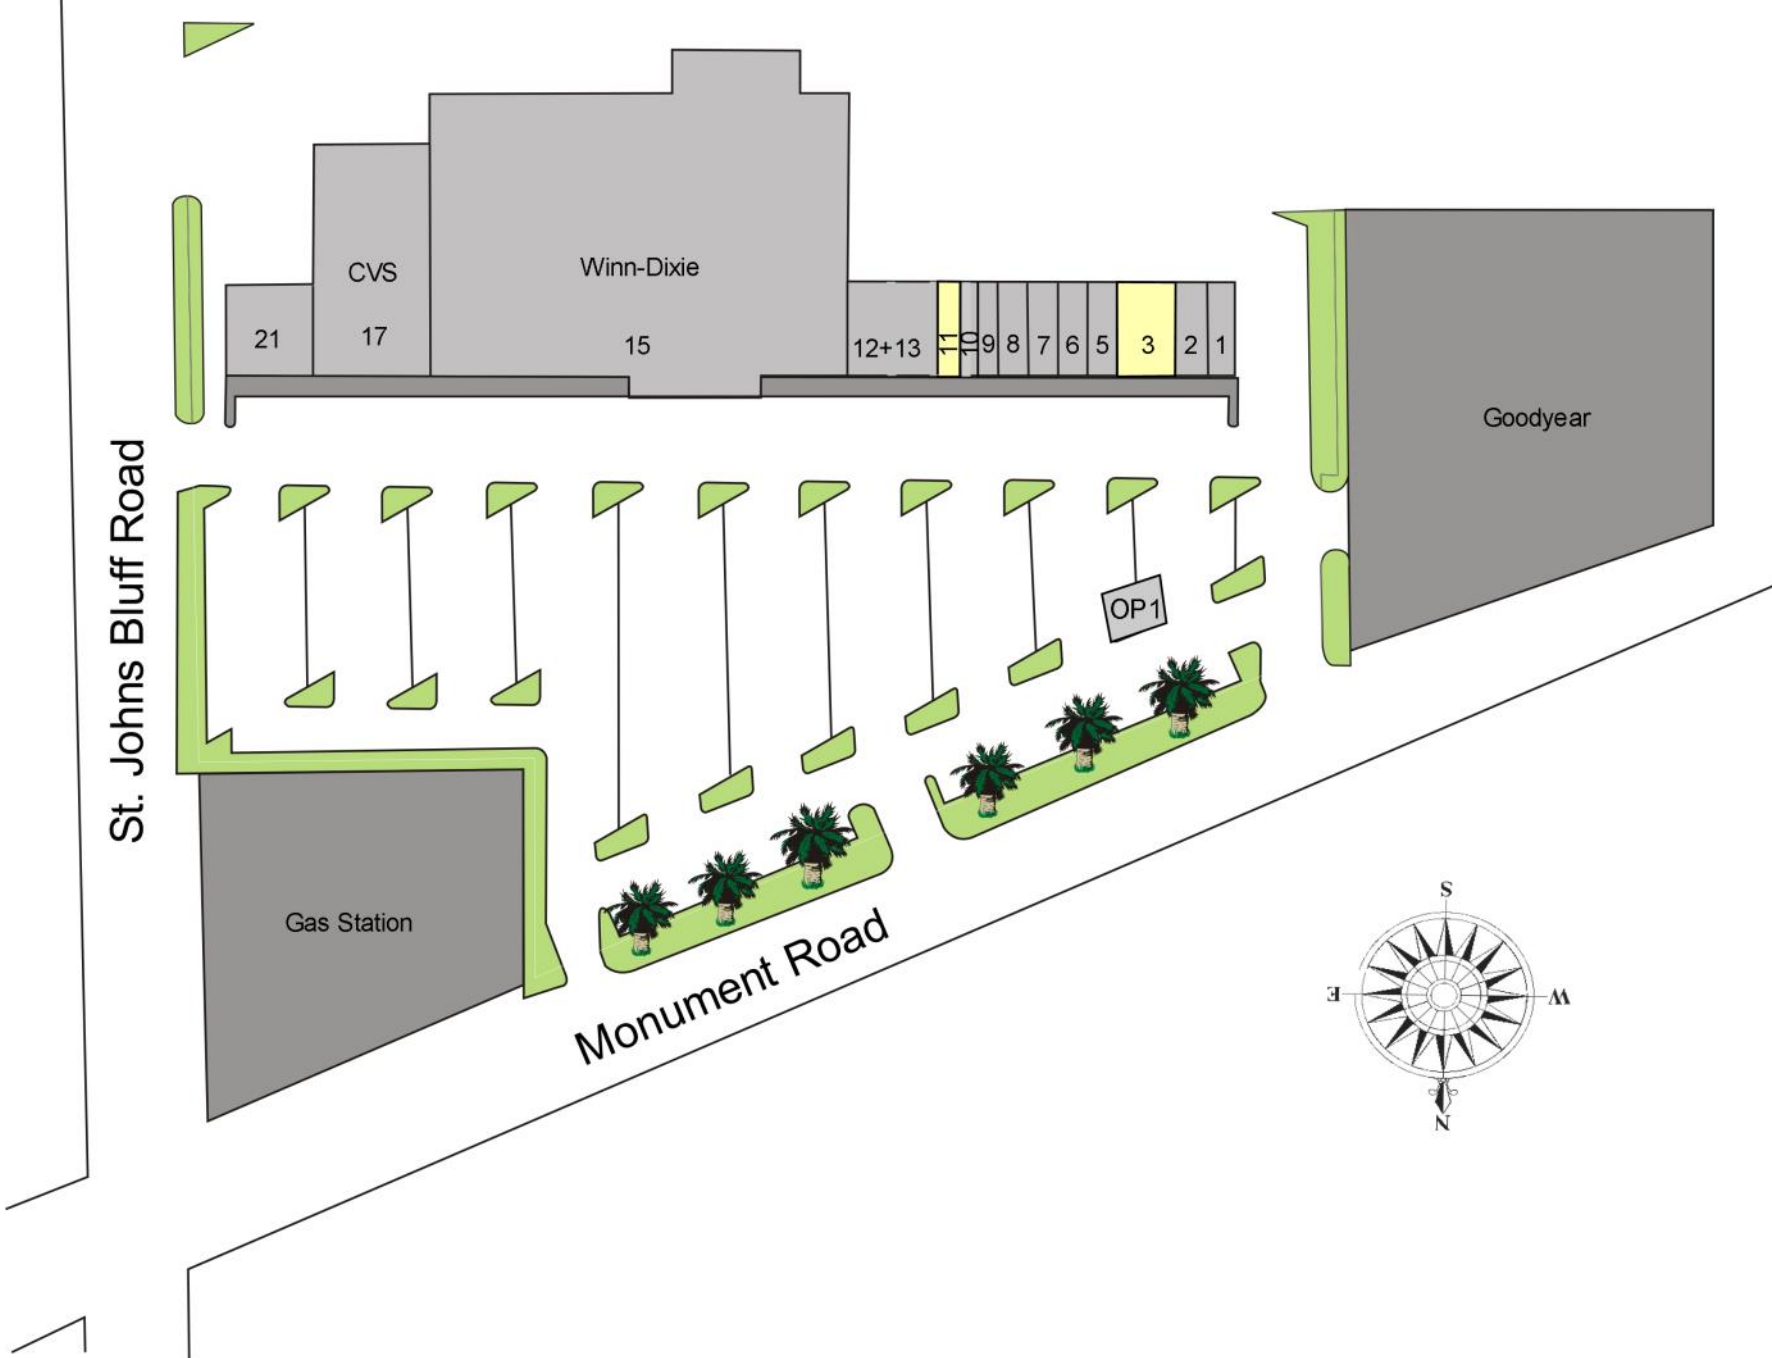 CVS
Winn-Dixie
21
17
15
12+13
11
10
9
8
7
6
5
3
2
1
Goodyear
St. Johns Bluff Road
OP1
Gas Station
Monument Road
S
E
W
N